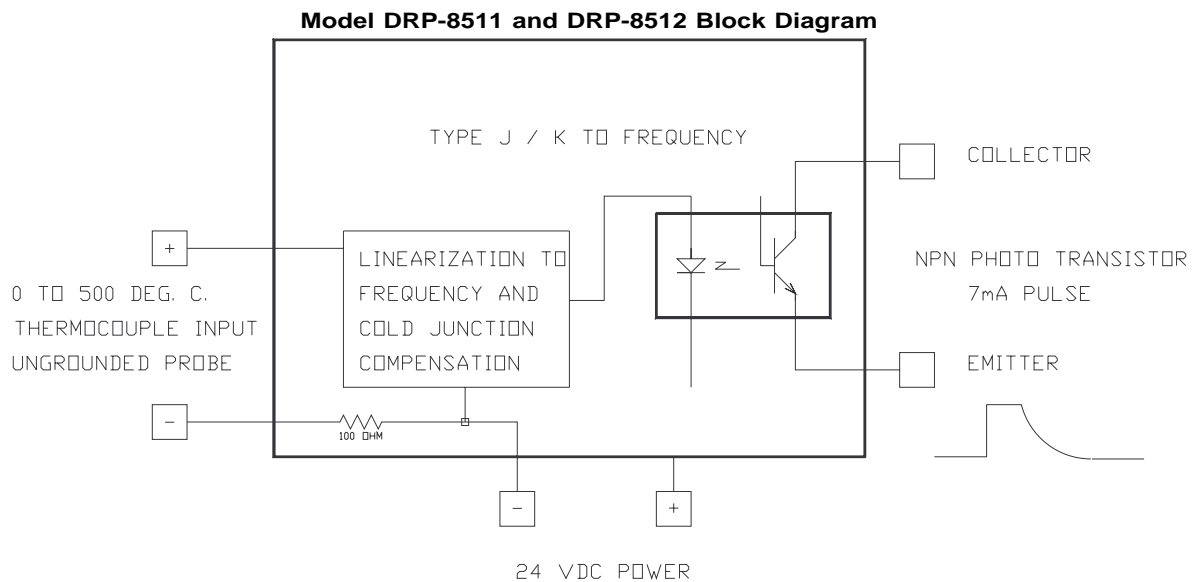 Model DRP-8511 and DRP-8512 Block Diagram
TYPE J / K TO FREQUENCY
COLLECTOR
+
LINEARIZATION TO
FREQUENCY AND
COLD JUNCTION
COMPENSATION
NPN PHOTO TRANSISTOR
7mA PULSE
0 TO 500 DEG. C.
THERMOCOUPLE INPUT
UNGROUNDED PROBE
EMITTER
-
100 OHM
-
+
24 VDC POWER